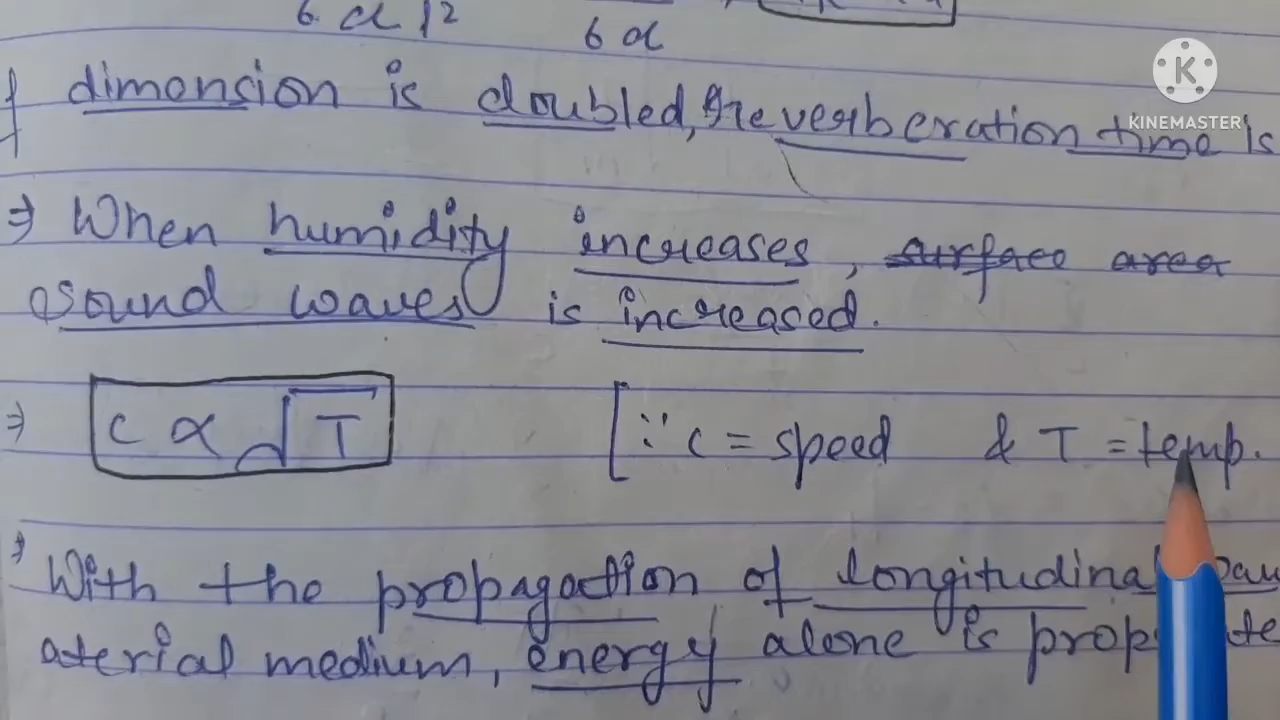 6. α l²
6 α
f dimension is doubled, reverberation time is
⇒ When humidity increases, surface area
sound waves is increased.
⇒ C ∝ √T [∵ c = speed & T = temp.
With the propagation of longitudinal
aterial medium, energy alone is
K
KINEMASTER